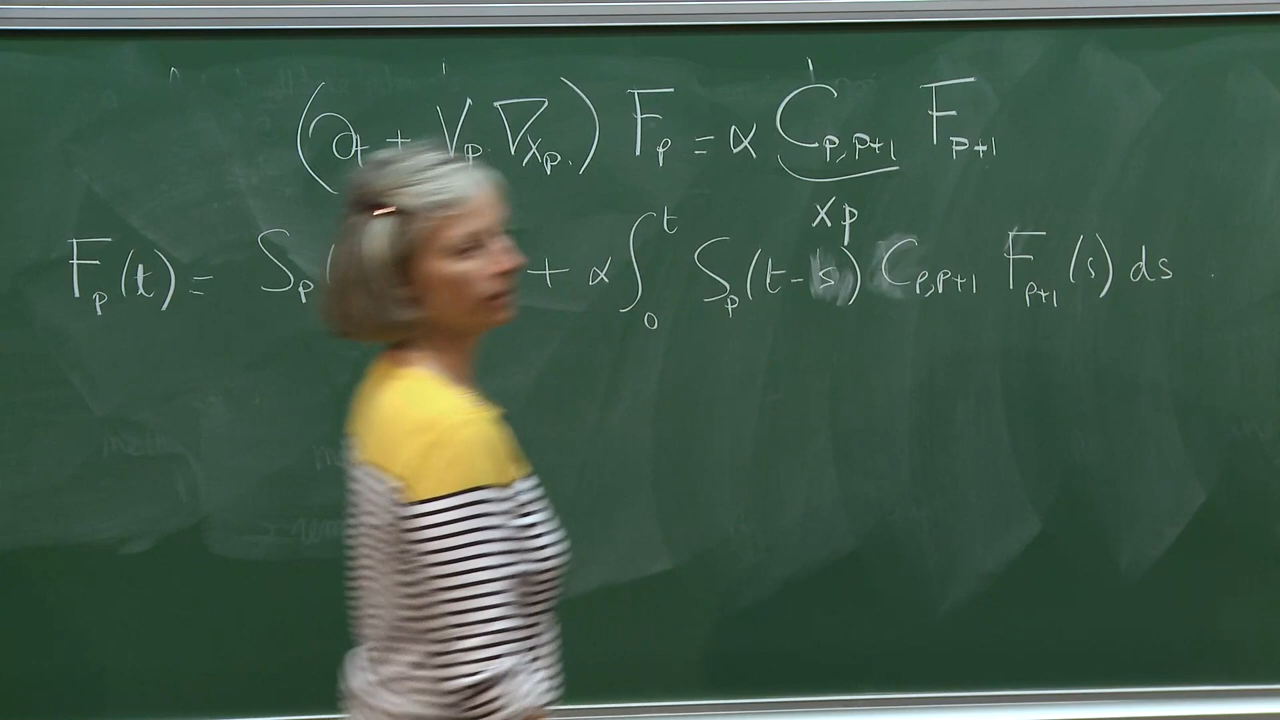 (∂t + Vp · ∇xp ·) Fp = α Cp,p+1 Fp+1
xp
Fp(t) = Sp( + α ∫₀ᵗ Sp(t-s) Cp,p+1 Fp+1(s) ds